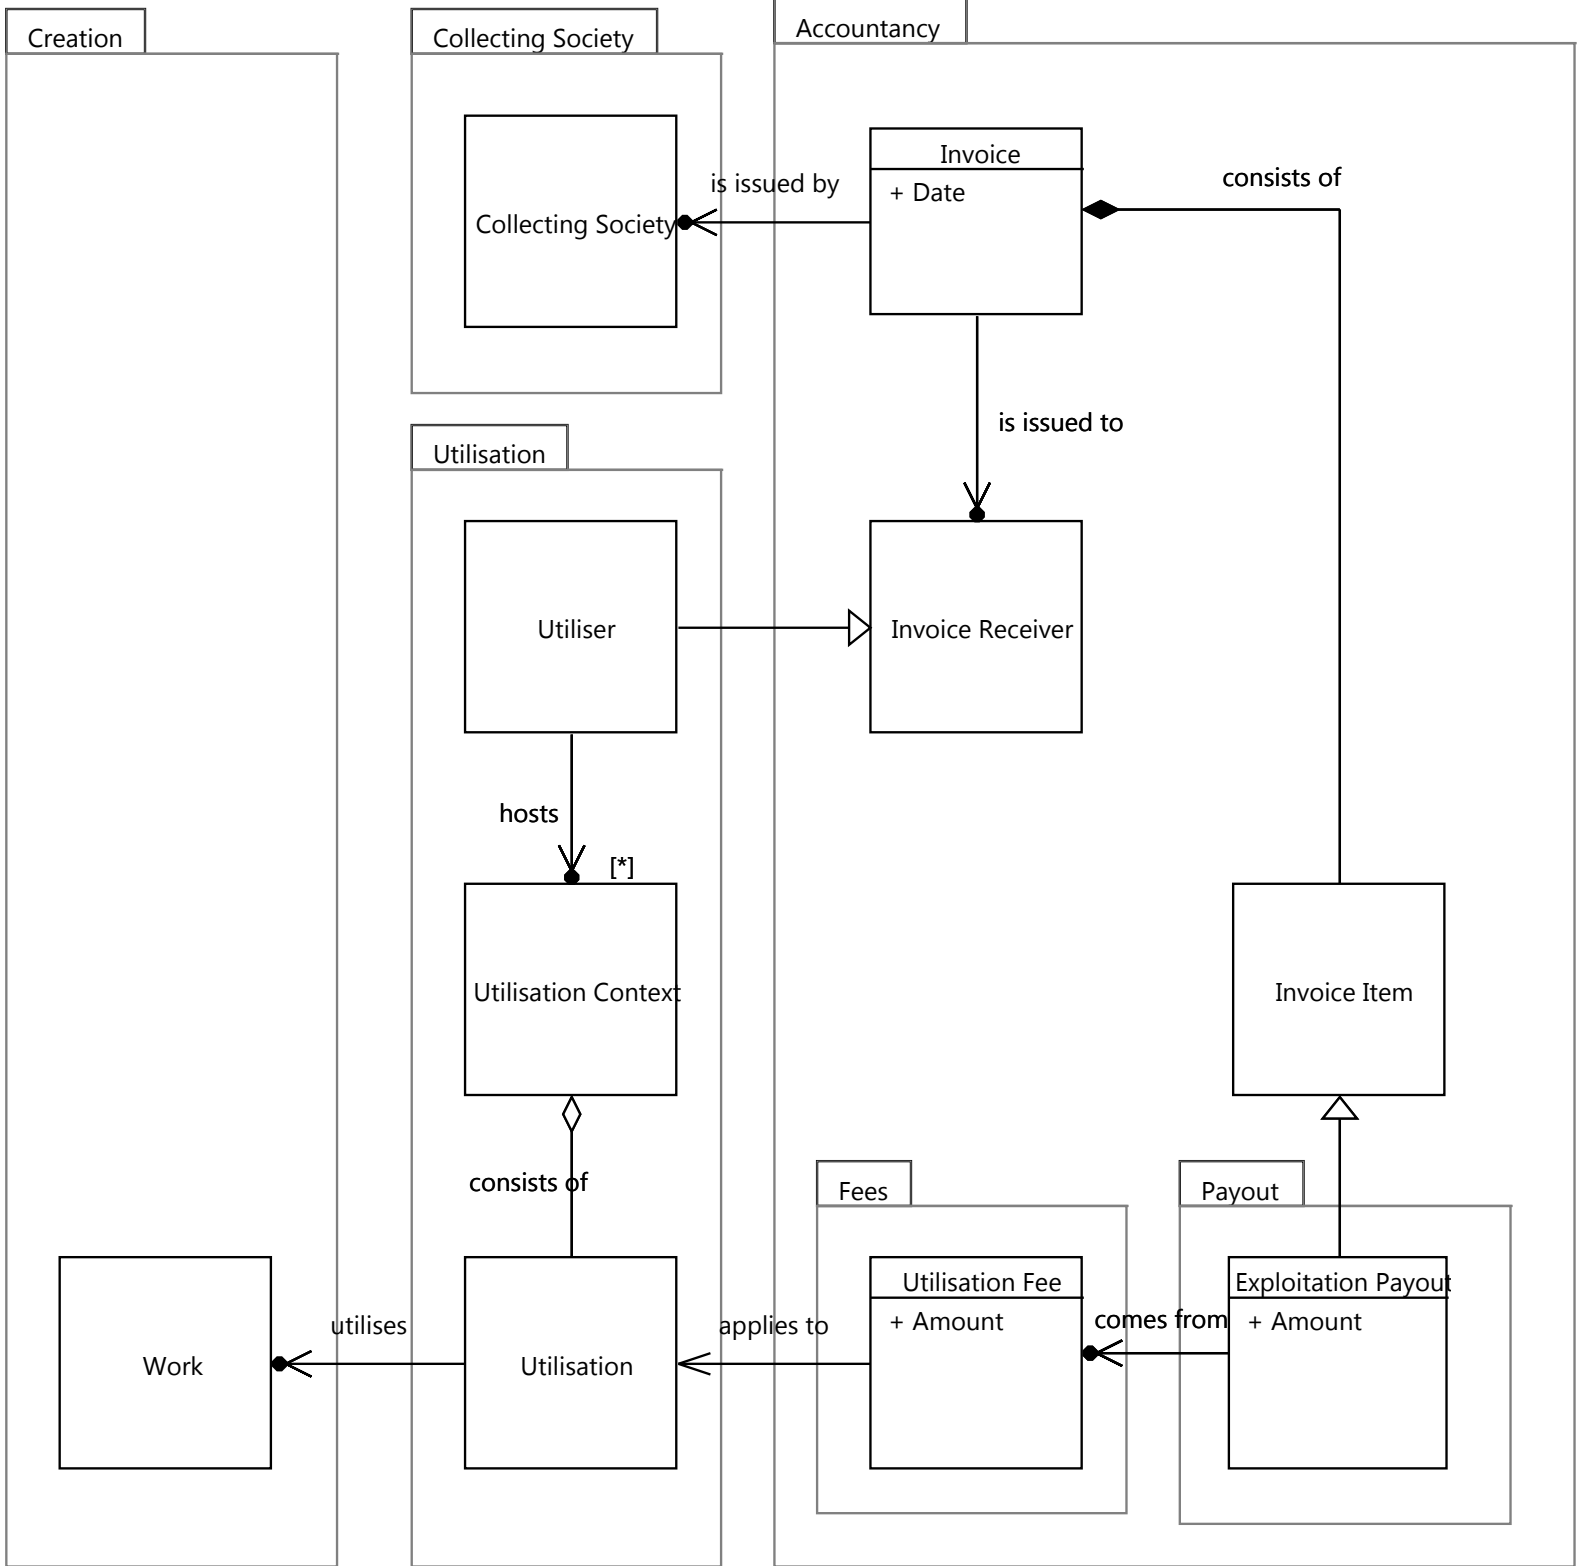 Creation
Collecting Society
Accountancy
Invoice
+ Date
consists of
is issued by
Collecting Society
is issued to
Utilisation
Utiliser
Invoice Receiver
hosts
[*]
Utilisation Context
Invoice Item
consists of
Fees
Payout
Utilisation Fee
+ Amount
Exploitation Payout
+ Amount
comes from
utilises
applies to
Work
Utilisation